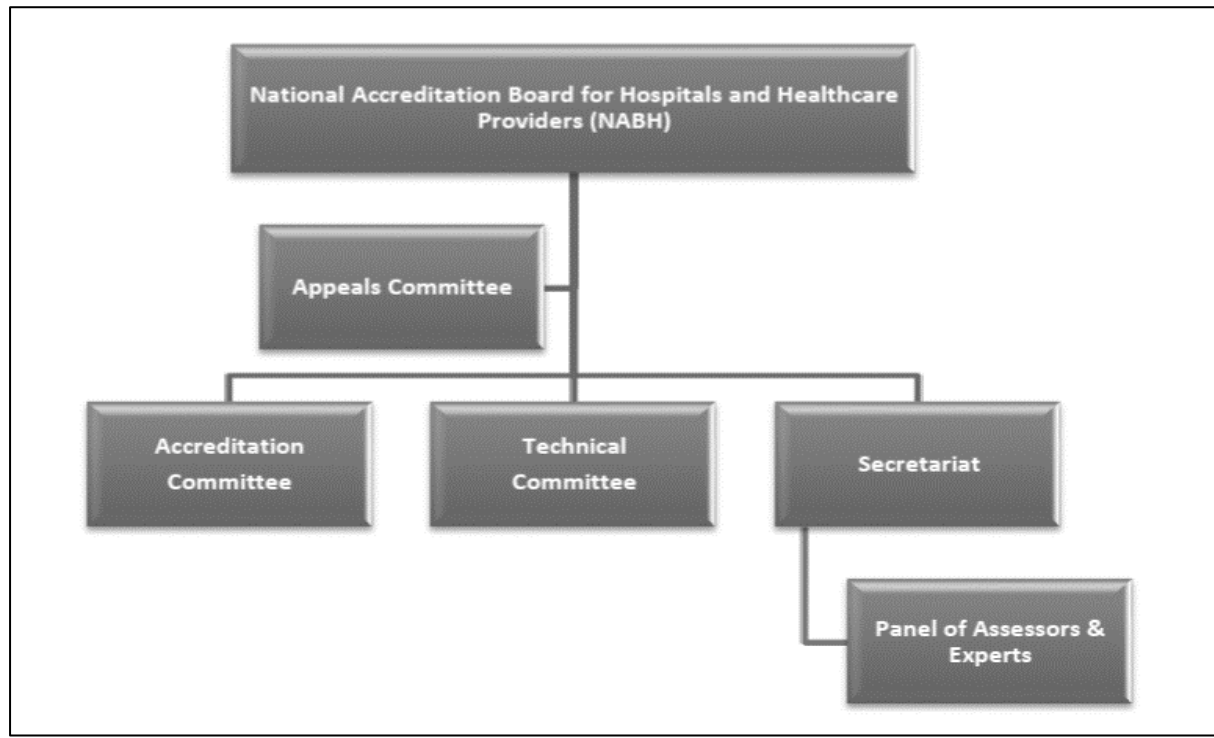 National Accreditation Board for Hospitals and Healthcare
Providers (NABH)
Appeals Committee
Accreditation
Committee
Technical
Committee
Secretariat
Panel of Assessors &
Experts